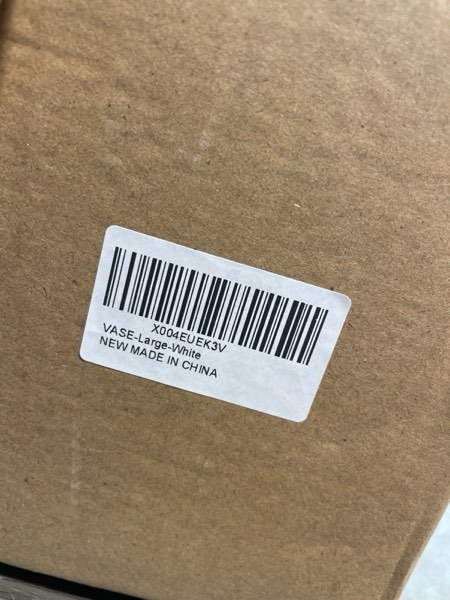 X004EUEK3V
VASE-Large-White
NEW MADE IN CHINA